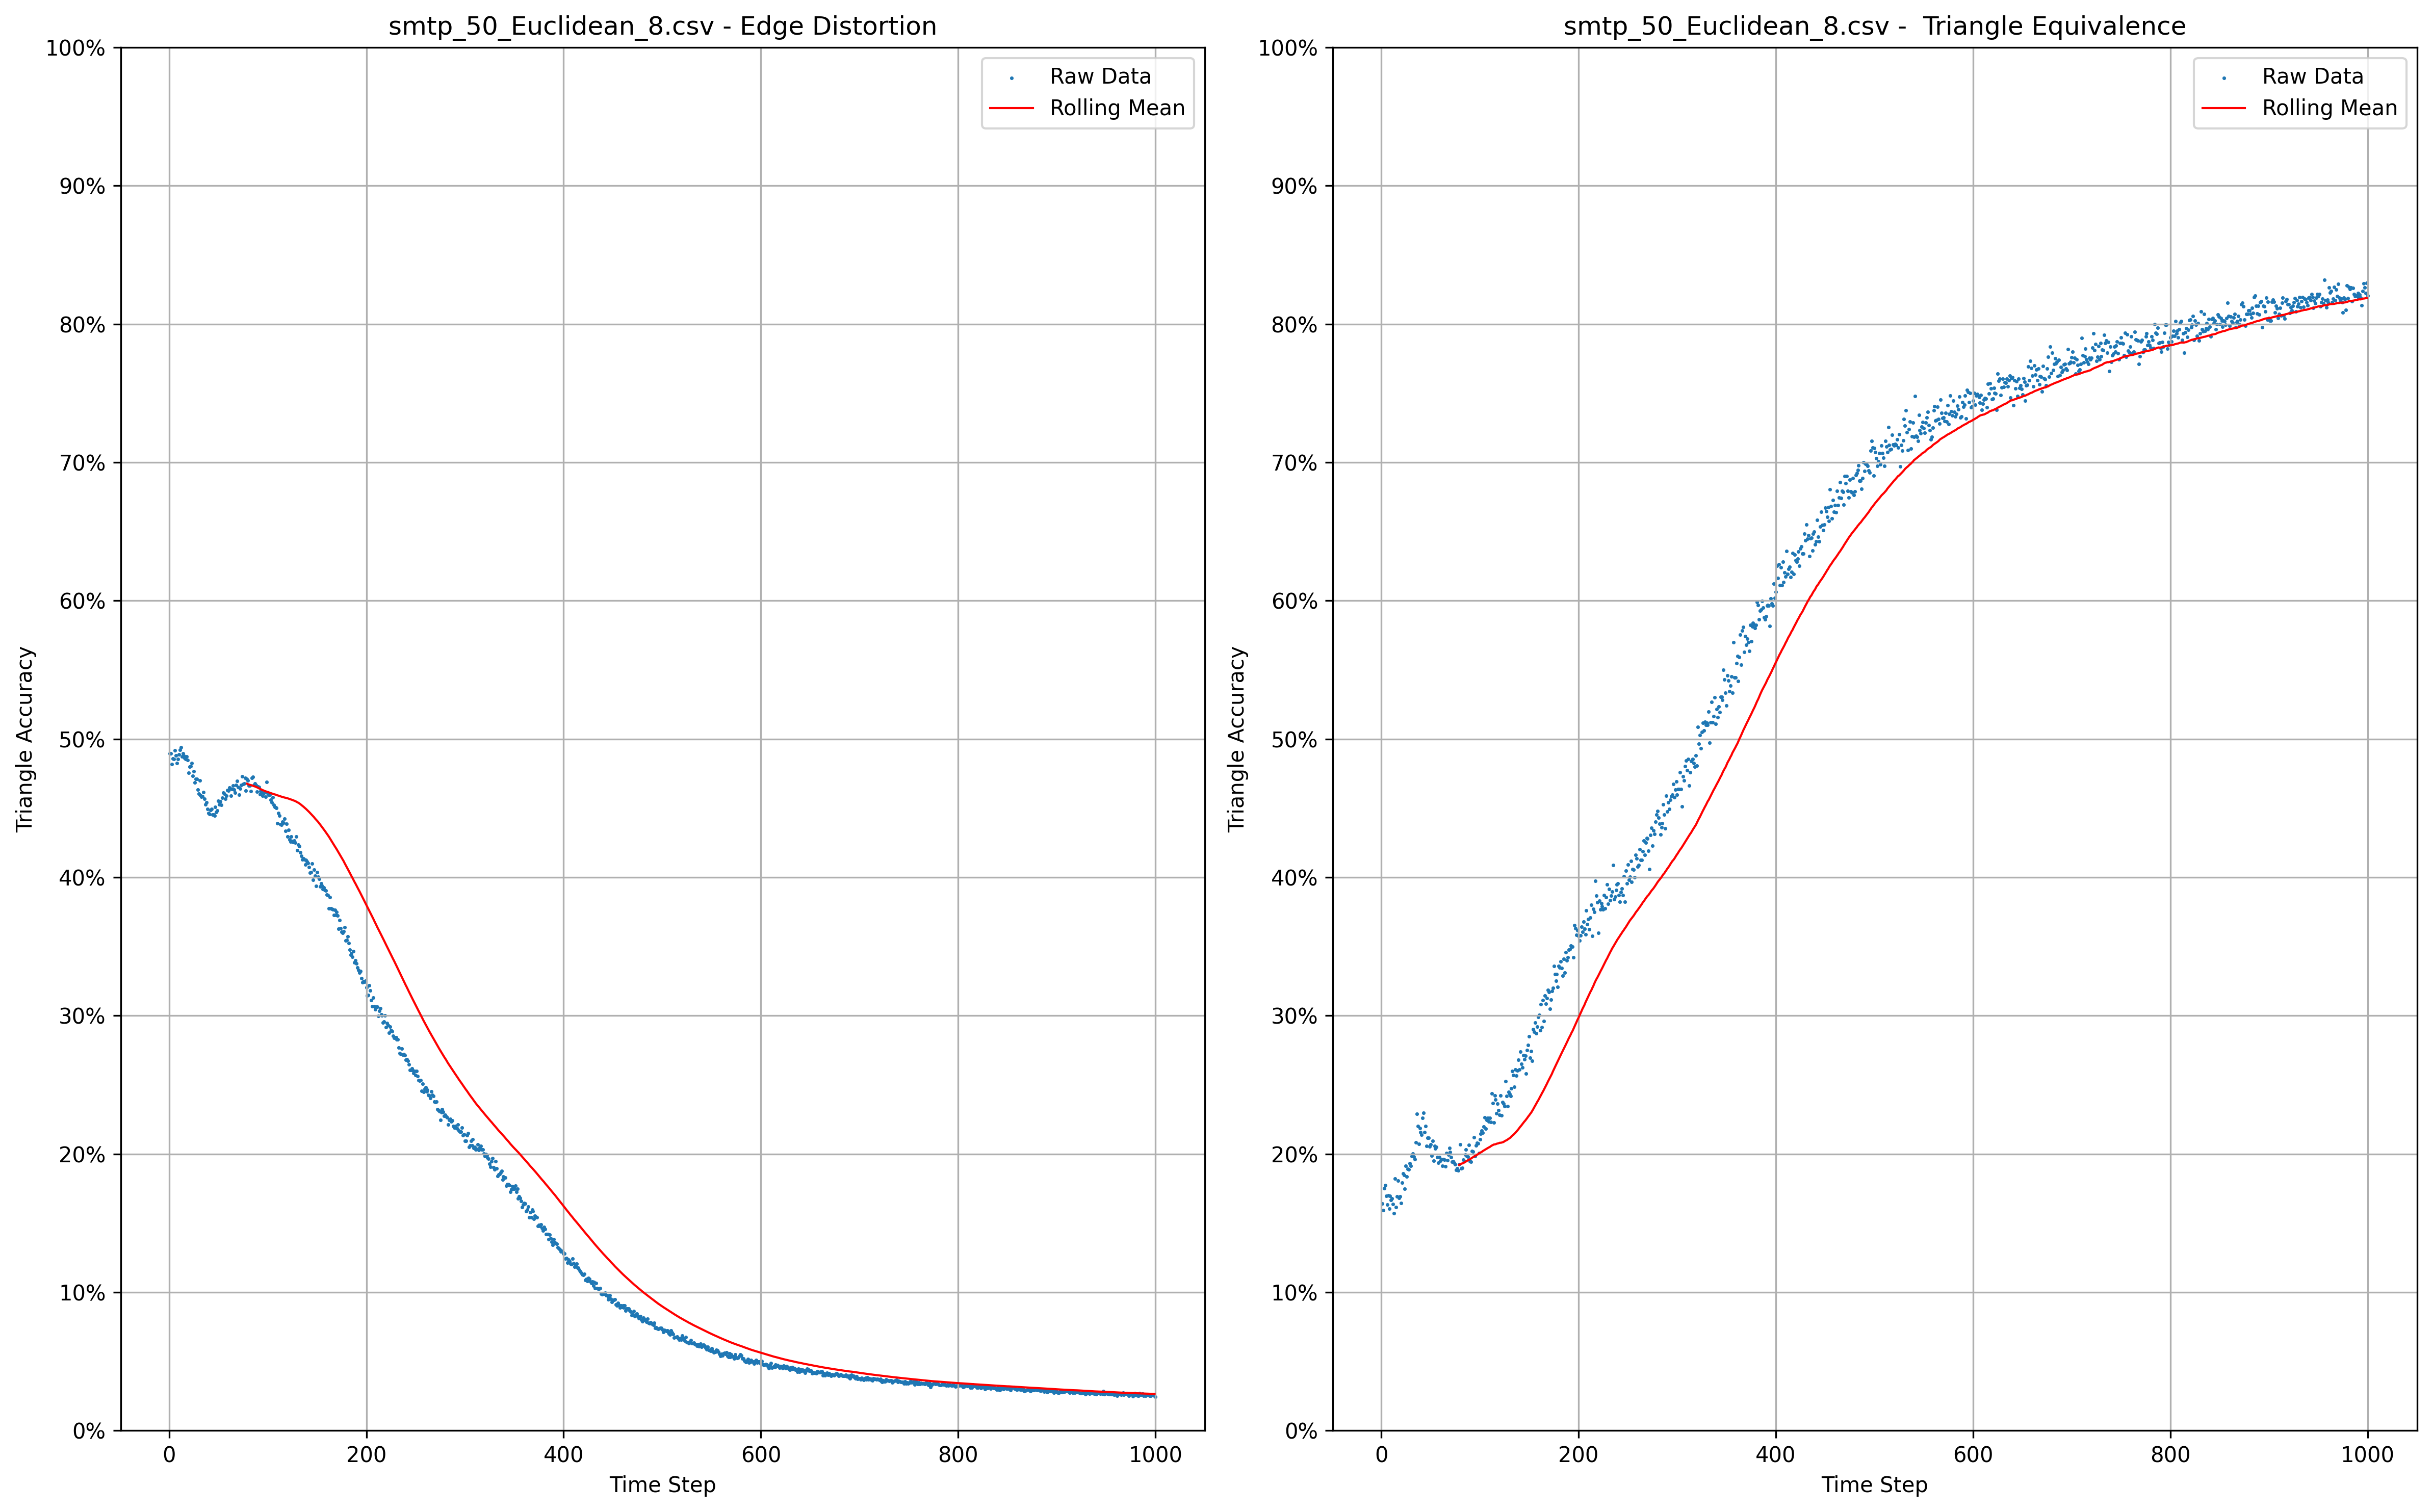 smtp_50_Euclidean_8.csv - Edge Distortion
100%
90%
80%
70%
60%
50%
40%
30%
20%
10%
0%
Triangle Accuracy
Raw Data
Rolling Mean
0 200 400 600 800 1000
Time Step
smtp_50_Euclidean_8.csv -  Triangle Equivalence
100%
90%
80%
70%
60%
50%
40%
30%
20%
10%
0%
Triangle Accuracy
Raw Data
Rolling Mean
0 200 400 600 800 1000
Time Step